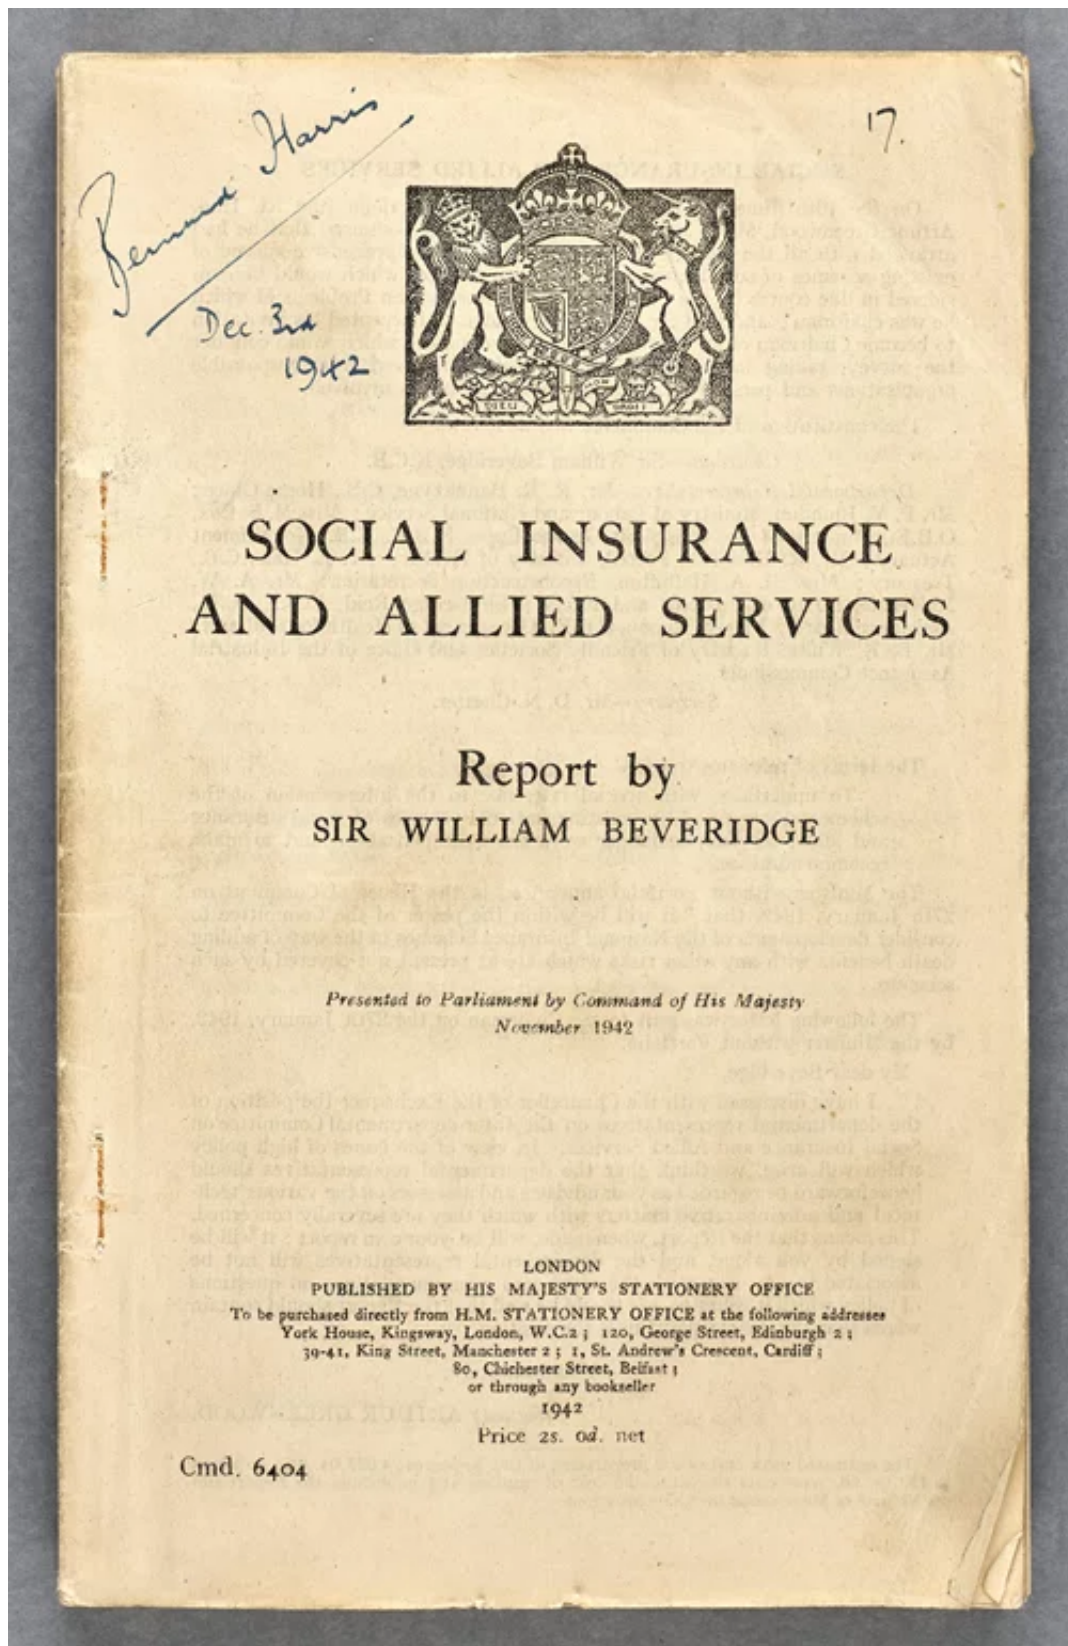 Bernard Harris
17.
Dec. 3rd
1942
DIEU
DROIT
SOCIAL INSURANCE
AND ALLIED SERVICES
Report by
SIR WILLIAM BEVERIDGE
Presented to Parliament by Command of His Majesty
November 1942
LONDON
PUBLISHED BY HIS MAJESTY'S STATIONERY OFFICE
To be purchased directly from H.M. STATIONERY OFFICE at the following addresses
York House, Kingsway, London, W.C.2 ; 120, George Street, Edinburgh 2 ;
39-41, King Street, Manchester 2 ; 1, St. Andrew's Crescent, Cardiff ;
80, Chichester Street, Belfast ;
or through any bookseller
1942
Price 2s. 0d. net
Cmd. 6404